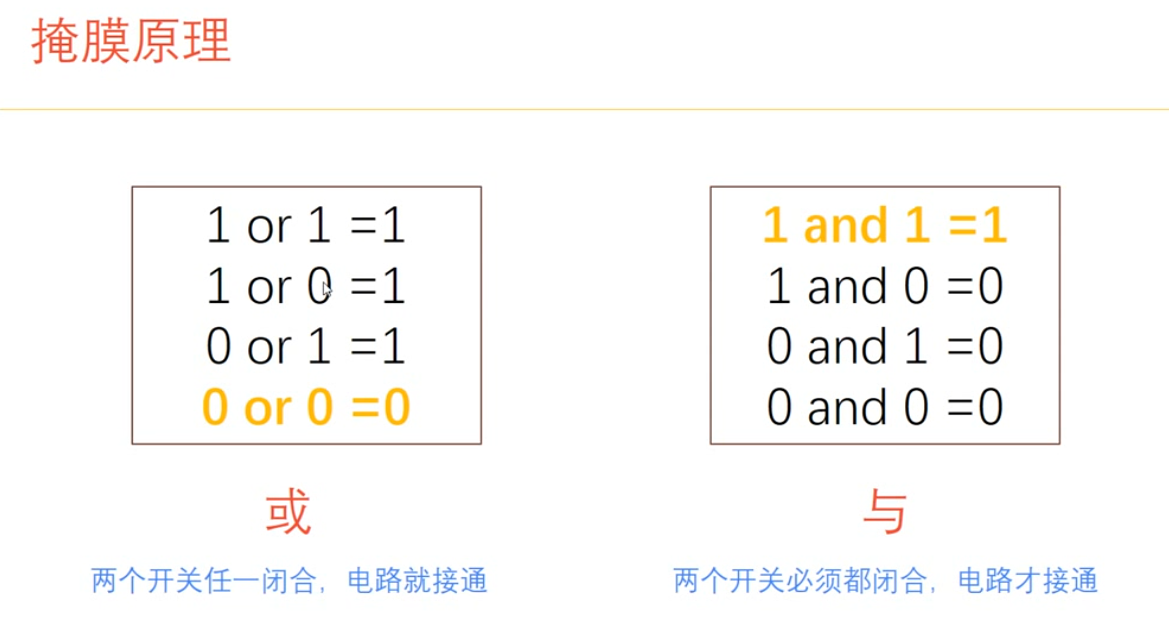 掩膜原理
1 or 1 =1
1 or 0 =1
0 or 1 =1
0 or 0 =0
或
两个开关任一闭合，电路就接通
1 and 1 =1
1 and 0 =0
0 and 1 =0
0 and 0 =0
与
两个开关必须都闭合，电路才接通